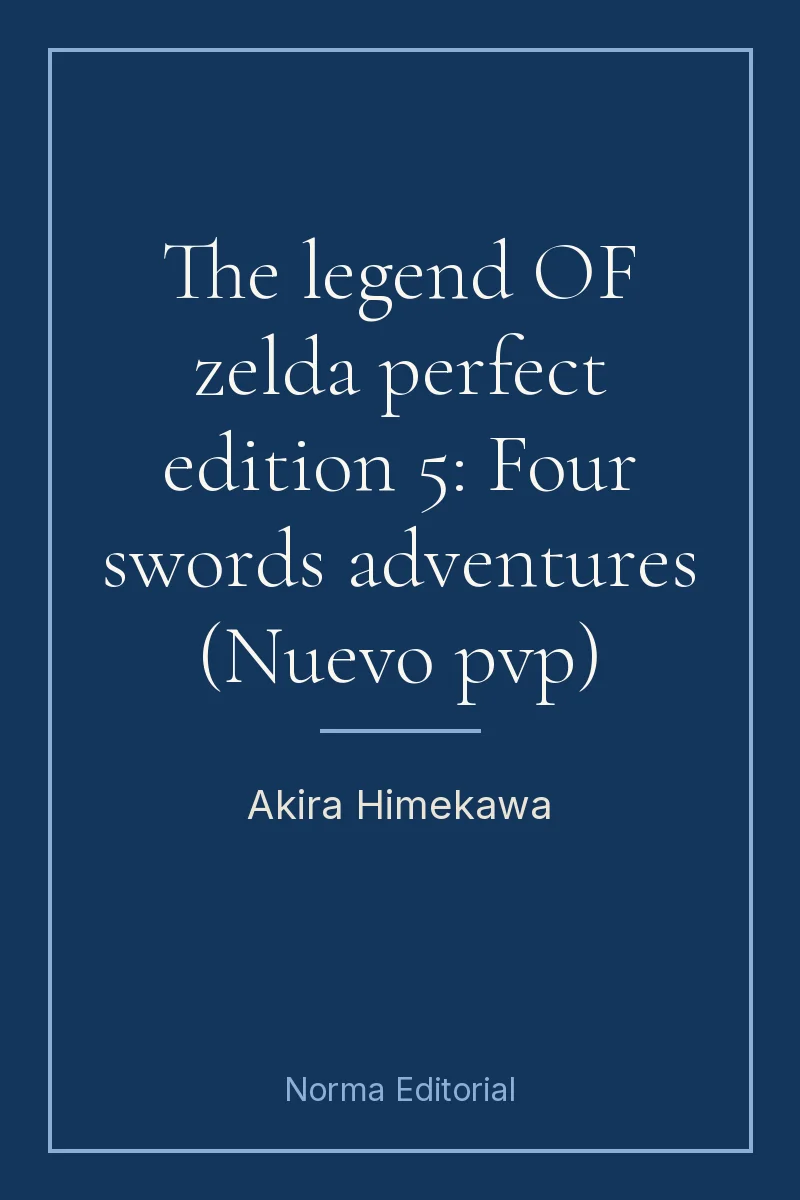 The legend OF
zelda perfect
edition 5: Four
swords adventures
(Nuevo pvp)
Akira Himekawa
Norma Editorial